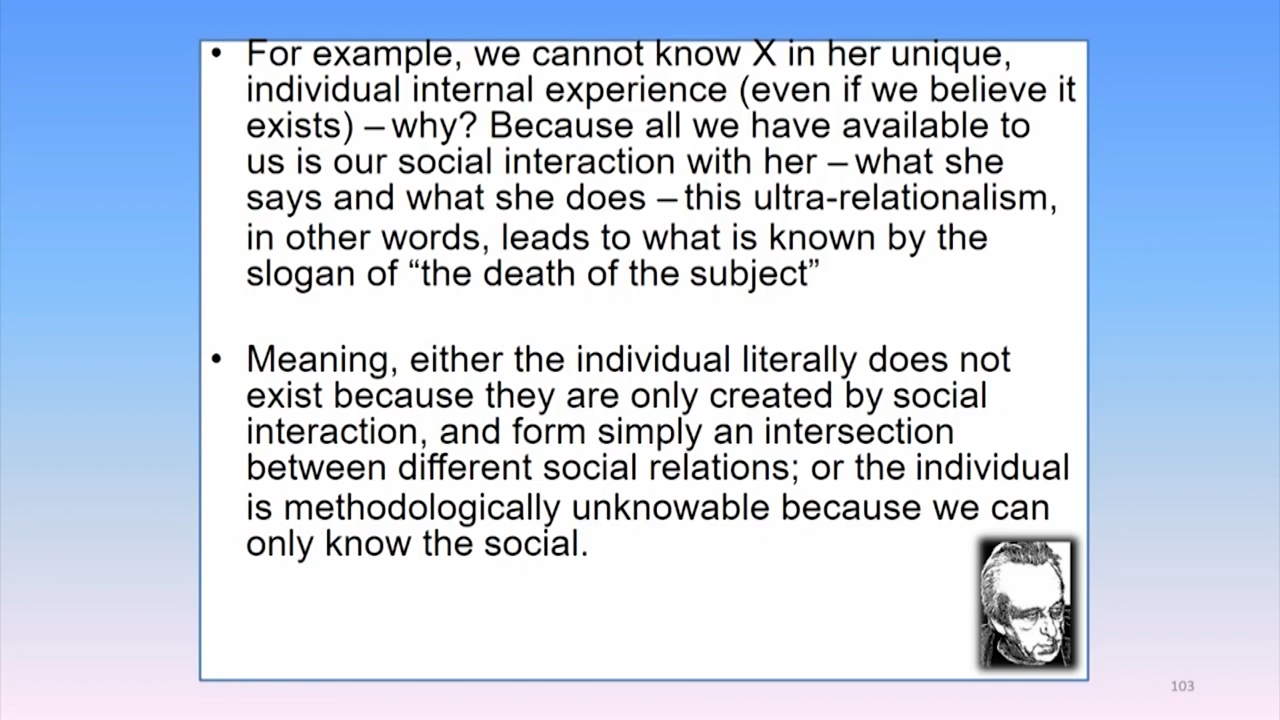 • For example, we cannot know X in her unique,
individual internal experience (even if we believe it
exists) – why? Because all we have available to
us is our social interaction with her – what she
says and what she does – this ultra-relationalism,
in other words, leads to what is known by the
slogan of “the death of the subject”
• Meaning, either the individual literally does not
exist because they are only created by social
interaction, and form simply an intersection
between different social relations; or the individual
is methodologically unknowable because we can
only know the social.
103